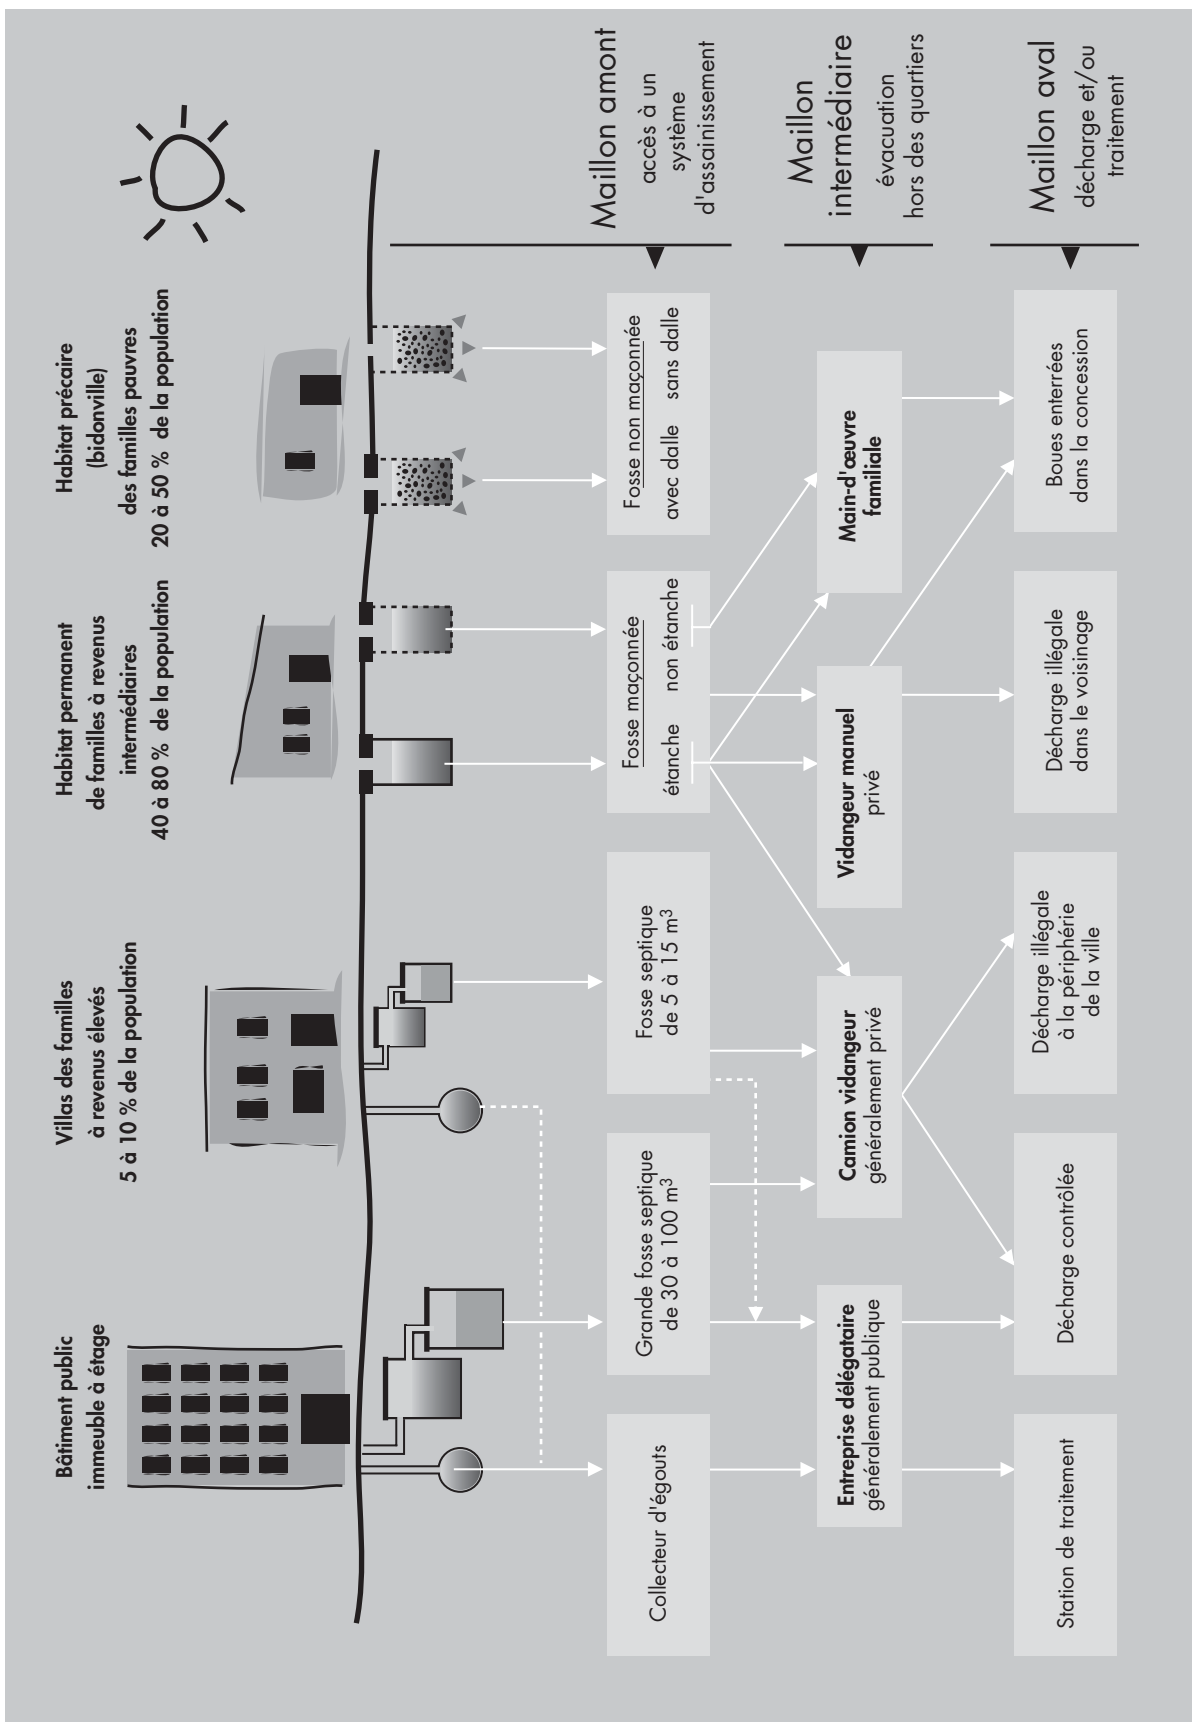 Bâtiment public
immeuble à étage
Villas des familles
à revenus élevés
5 à 10 % de la population
Habitat permanent
de familles à revenus
intermédiaires
40 à 80 % de la population
Habitat précaire
(bidonville)
des familles pauvres
20 à 50 % de la population
Maillon amont
accès à un
système
d'assainissement
Collecteur d'égouts
Grande fosse septique
de 30 à 100 m³
Fosse septique
de 5 à 15 m³
Fosse maçonnée
étanche non étanche
Fosse non maçonnée
avec dalle sans dalle
Maillon
intermédiaire
évacuation
hors des quartiers
Entreprise délégataire
généralement publique
Camion vidangeur
généralement privé
Vidangeur manuel
privé
Main-d'œuvre
familiale
Maillon aval
décharge et/ou
traitement
Station de traitement
Décharge contrôlée
Décharge illégale
à la périphérie
de la ville
Décharge illégale
dans le voisinage
Boues enterrées
dans la concession